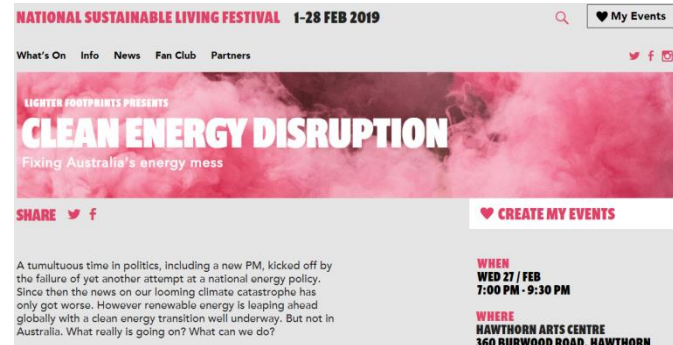 NATIONAL SUSTAINABLE LIVING FESTIVAL 1-28 FEB 2019
My Events
What's On Info News Fan Club Partners
LIGHTER FOOTPRINTS PRESENTS
CLEAN ENERGY DISRUPTION
Fixing Australia's energy mess
SHARE
CREATE MY EVENTS
A tumultuous time in politics, including a new PM, kicked off by
the failure of yet another attempt at a national energy policy.
Since then the news on our looming climate catastrophe has
only got worse. However renewable energy is leaping ahead
globally with a clean energy transition well underway. But not in
Australia. What really is going on? What can we do?
WHEN
WED 27 / FEB
7:00 PM - 9:30 PM
WHERE
HAWTHORN ARTS CENTRE
360 BURWOOD ROAD, HAWTHORN